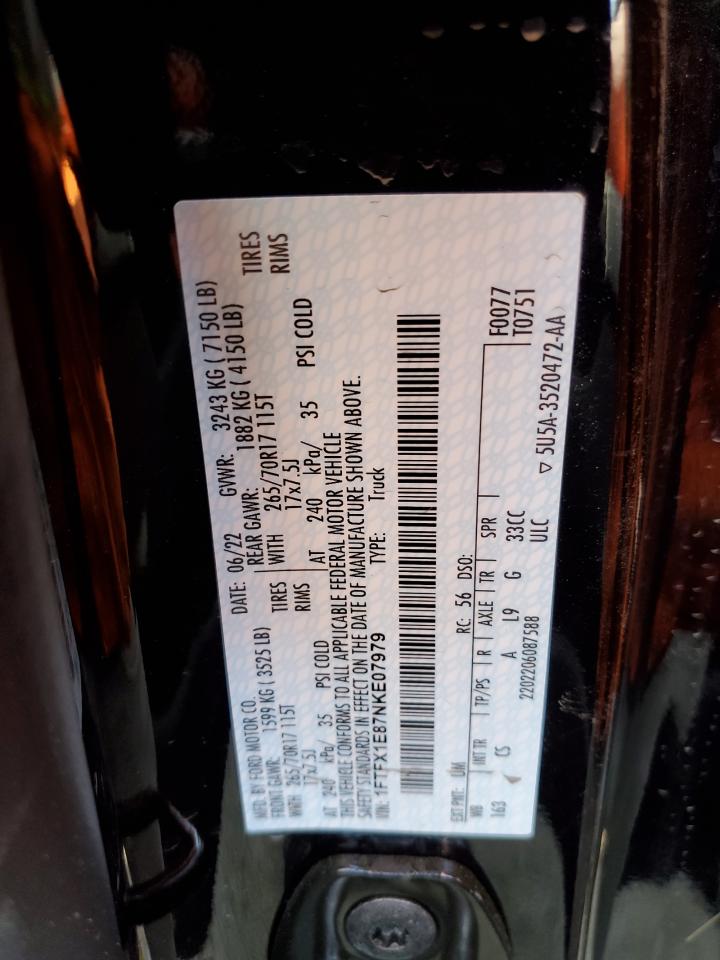 MFD. BY FORD MOTOR CO.
DATE: 06/22 GVWR: 3243 KG ( 7150 LB)
FRONT GAWR: 1599 KG ( 3525 LB) REAR GAWR: 1882 KG ( 4150 LB)
WITH 265/70R17 115T TIRES WITH 265/70R17 115T TIRES
17x7.5J RIMS 17x7.5J RIMS
AT 240 kPa/ 35 PSI COLD AT 240 kPa/ 35 PSI COLD
THIS VEHICLE CONFORMS TO ALL APPLICABLE FEDERAL MOTOR VEHICLE
SAFETY STANDARDS IN EFFECT ON THE DATE OF MANUFACTURE SHOWN ABOVE.
VIN: 1FTFX1E87NKE07979 TYPE: Truck
EXT PNT: UM RC: 56 DSO:
WB INT TR TP/PS R AXLE TR SPR F0077
163 CS A L9 G 33CC T0751
2202206087588 ULC
▽ 5U5A-3520472-AA